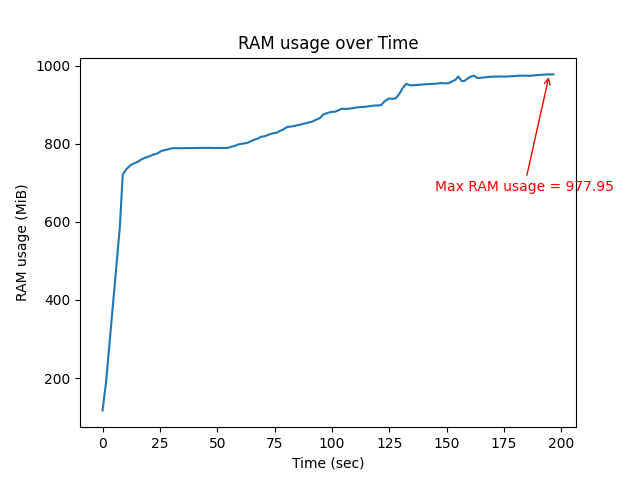 RAM usage over Time
1000
800
600
400
200
RAM usage (MiB)
Max RAM usage = 977.95
0 25 50 75 100 125 150 175 200
Time (sec)